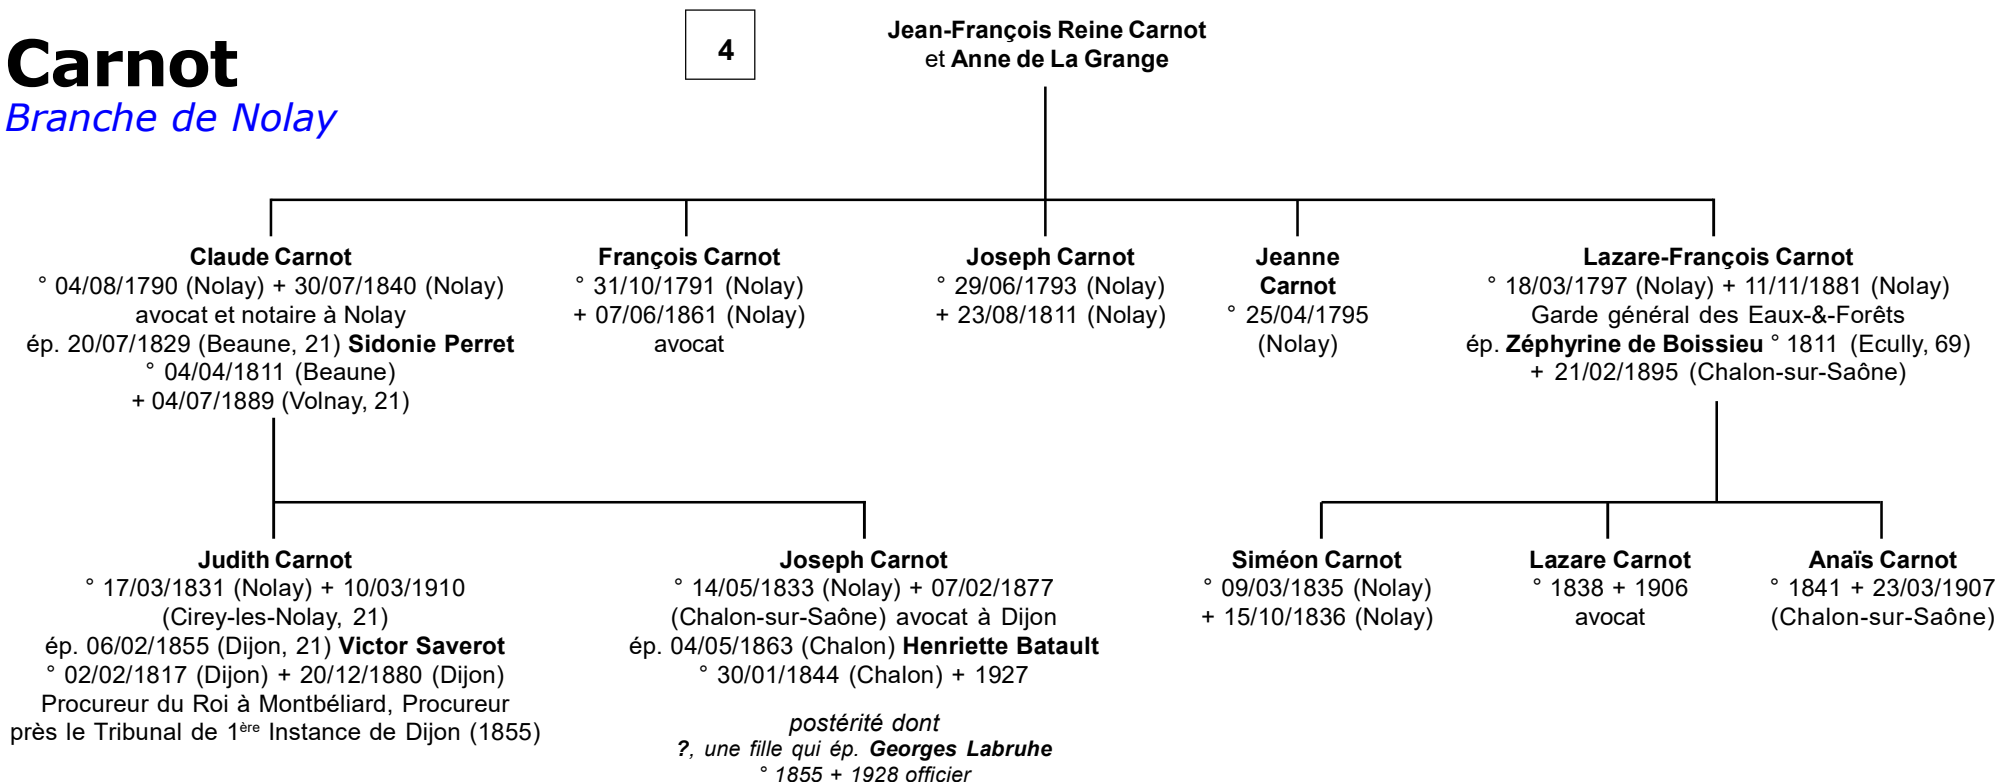 Carnot
Branche de Nolay
4
Jean-François Reine Carnot
et Anne de La Grange
Claude Carnot
° 04/08/1790 (Nolay) + 30/07/1840 (Nolay)
avocat et notaire à Nolay
ép. 20/07/1829 (Beaune, 21) Sidonie Perret
° 04/04/1811 (Beaune)
+ 04/07/1889 (Volnay, 21)
François Carnot
° 31/10/1791 (Nolay)
+ 07/06/1861 (Nolay)
avocat
Joseph Carnot
° 29/06/1793 (Nolay)
+ 23/08/1811 (Nolay)
Jeanne
Carnot
° 25/04/1795
(Nolay)
Lazare-François Carnot
° 18/03/1797 (Nolay) + 11/11/1881 (Nolay)
Garde général des Eaux-&-Forêts
ép. Zéphyrine de Boissieu ° 1811 (Ecully, 69)
+ 21/02/1895 (Chalon-sur-Saône)
Judith Carnot
° 17/03/1831 (Nolay) + 10/03/1910
(Cirey-les-Nolay, 21)
ép. 06/02/1855 (Dijon, 21) Victor Saverot
° 02/02/1817 (Dijon) + 20/12/1880 (Dijon)
Procureur du Roi à Montbéliard, Procureur
près le Tribunal de 1ère Instance de Dijon (1855)
Joseph Carnot
° 14/05/1833 (Nolay) + 07/02/1877
(Chalon-sur-Saône) avocat à Dijon
ép. 04/05/1863 (Chalon) Henriette Batault
° 30/01/1844 (Chalon) + 1927
postérité dont
?, une fille qui ép. Georges Labruhe
° 1855 + 1928 officier
Siméon Carnot
° 09/03/1835 (Nolay)
+ 15/10/1836 (Nolay)
Lazare Carnot
° 1838 + 1906
avocat
Anaïs Carnot
° 1841 + 23/03/1907
(Chalon-sur-Saône)